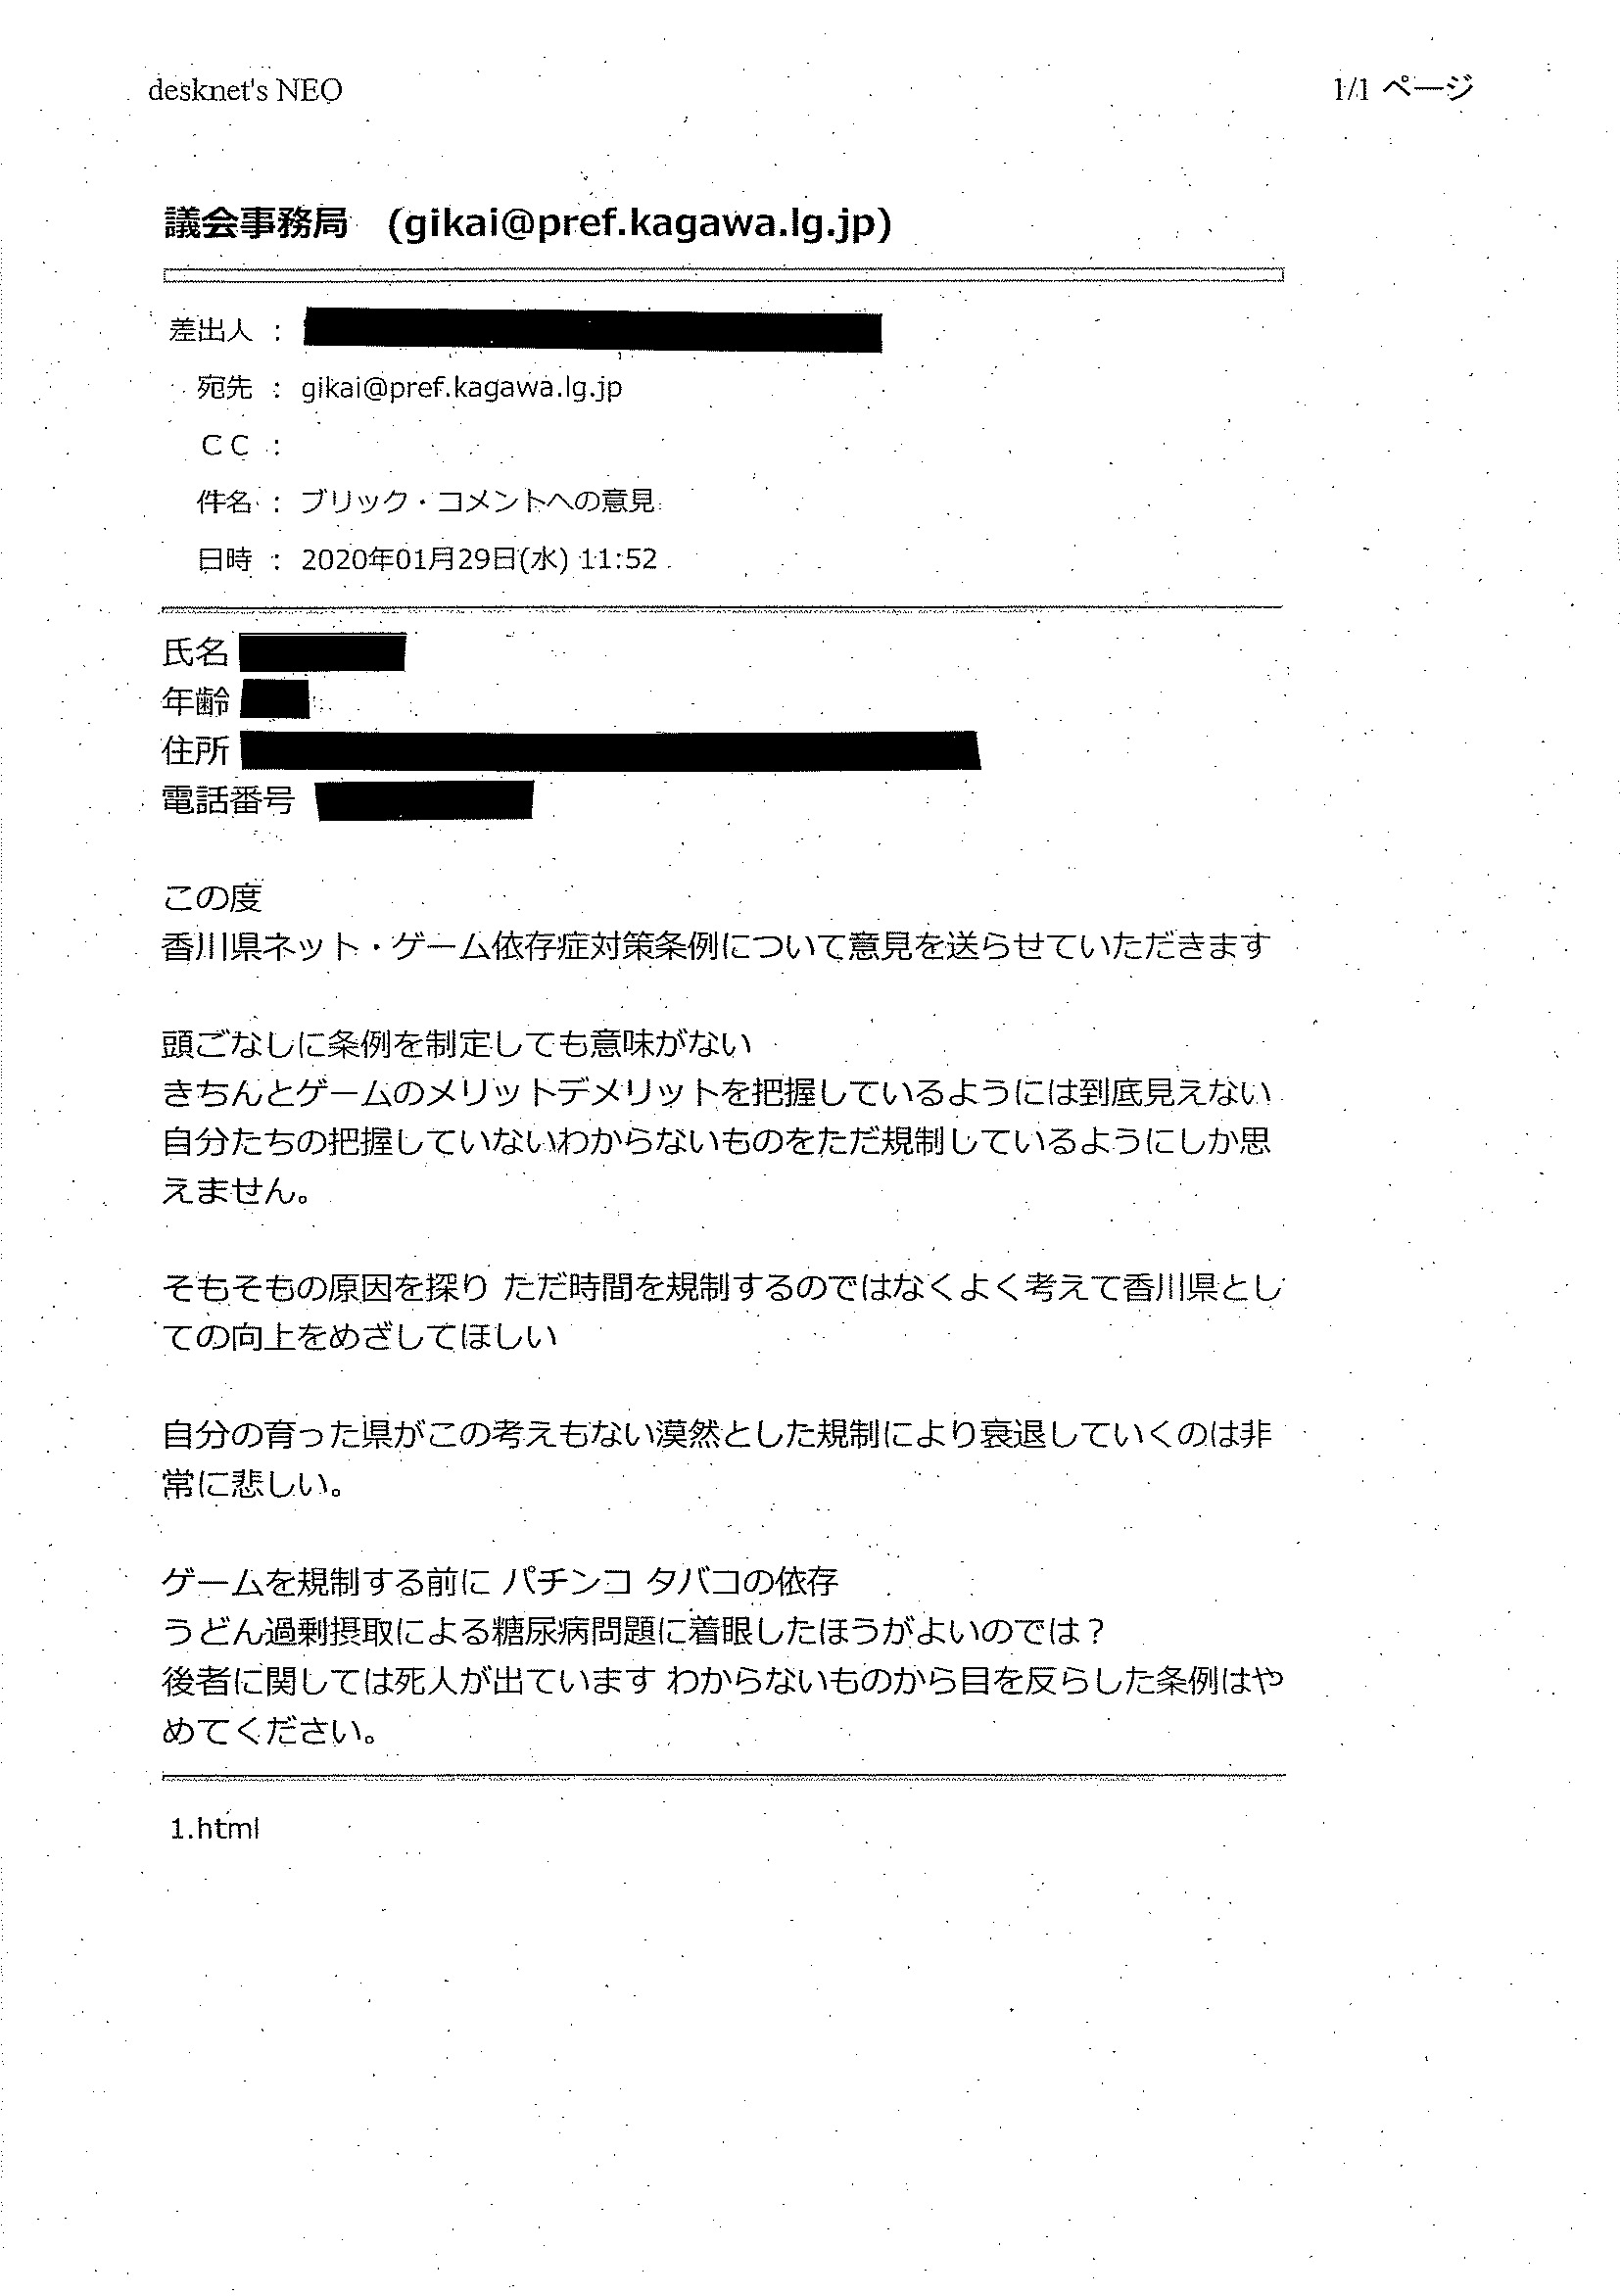 desknet's NEO
1/1 ページ
議会事務局 (gikai@pref.kagawa.lg.jp)
差出人 :
宛先 : gikai@pref.kagawa.lg.jp
ＣＣ :
件名 : ブリック・コメントへの意見
日時 : 2020年01月29日(水) 11:52
氏名
年齢
住所
電話番号
この度
香川県ネット・ゲーム依存症対策条例について意見を送らせていただきます
頭ごなしに条例を制定しても意味がない
きちんとゲームのメリットデメリットを把握しているようには到底見えない
自分たちの把握していないわからないものをただ規制しているようにしか思
えません。
そもそもの原因を探り ただ時間を規制するのではなくよく考えて香川県とし
ての向上をめざしてほしい
自分の育った県がこの考えもない漠然とした規制により衰退していくのは非
常に悲しい。
ゲームを規制する前に パチンコ タバコの依存
うどん過剰摂取による糖尿病問題に着眼したほうがよいのでは？
後者に関しては死人が出ています わからないものから目を反らした条例はや
めてください。
1.html